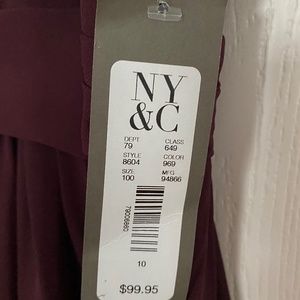 NY
&C
DEPT CLASS
79 649
STYLE COLOR
8604 969
SIZE MFG
100 94866
10
$99.95